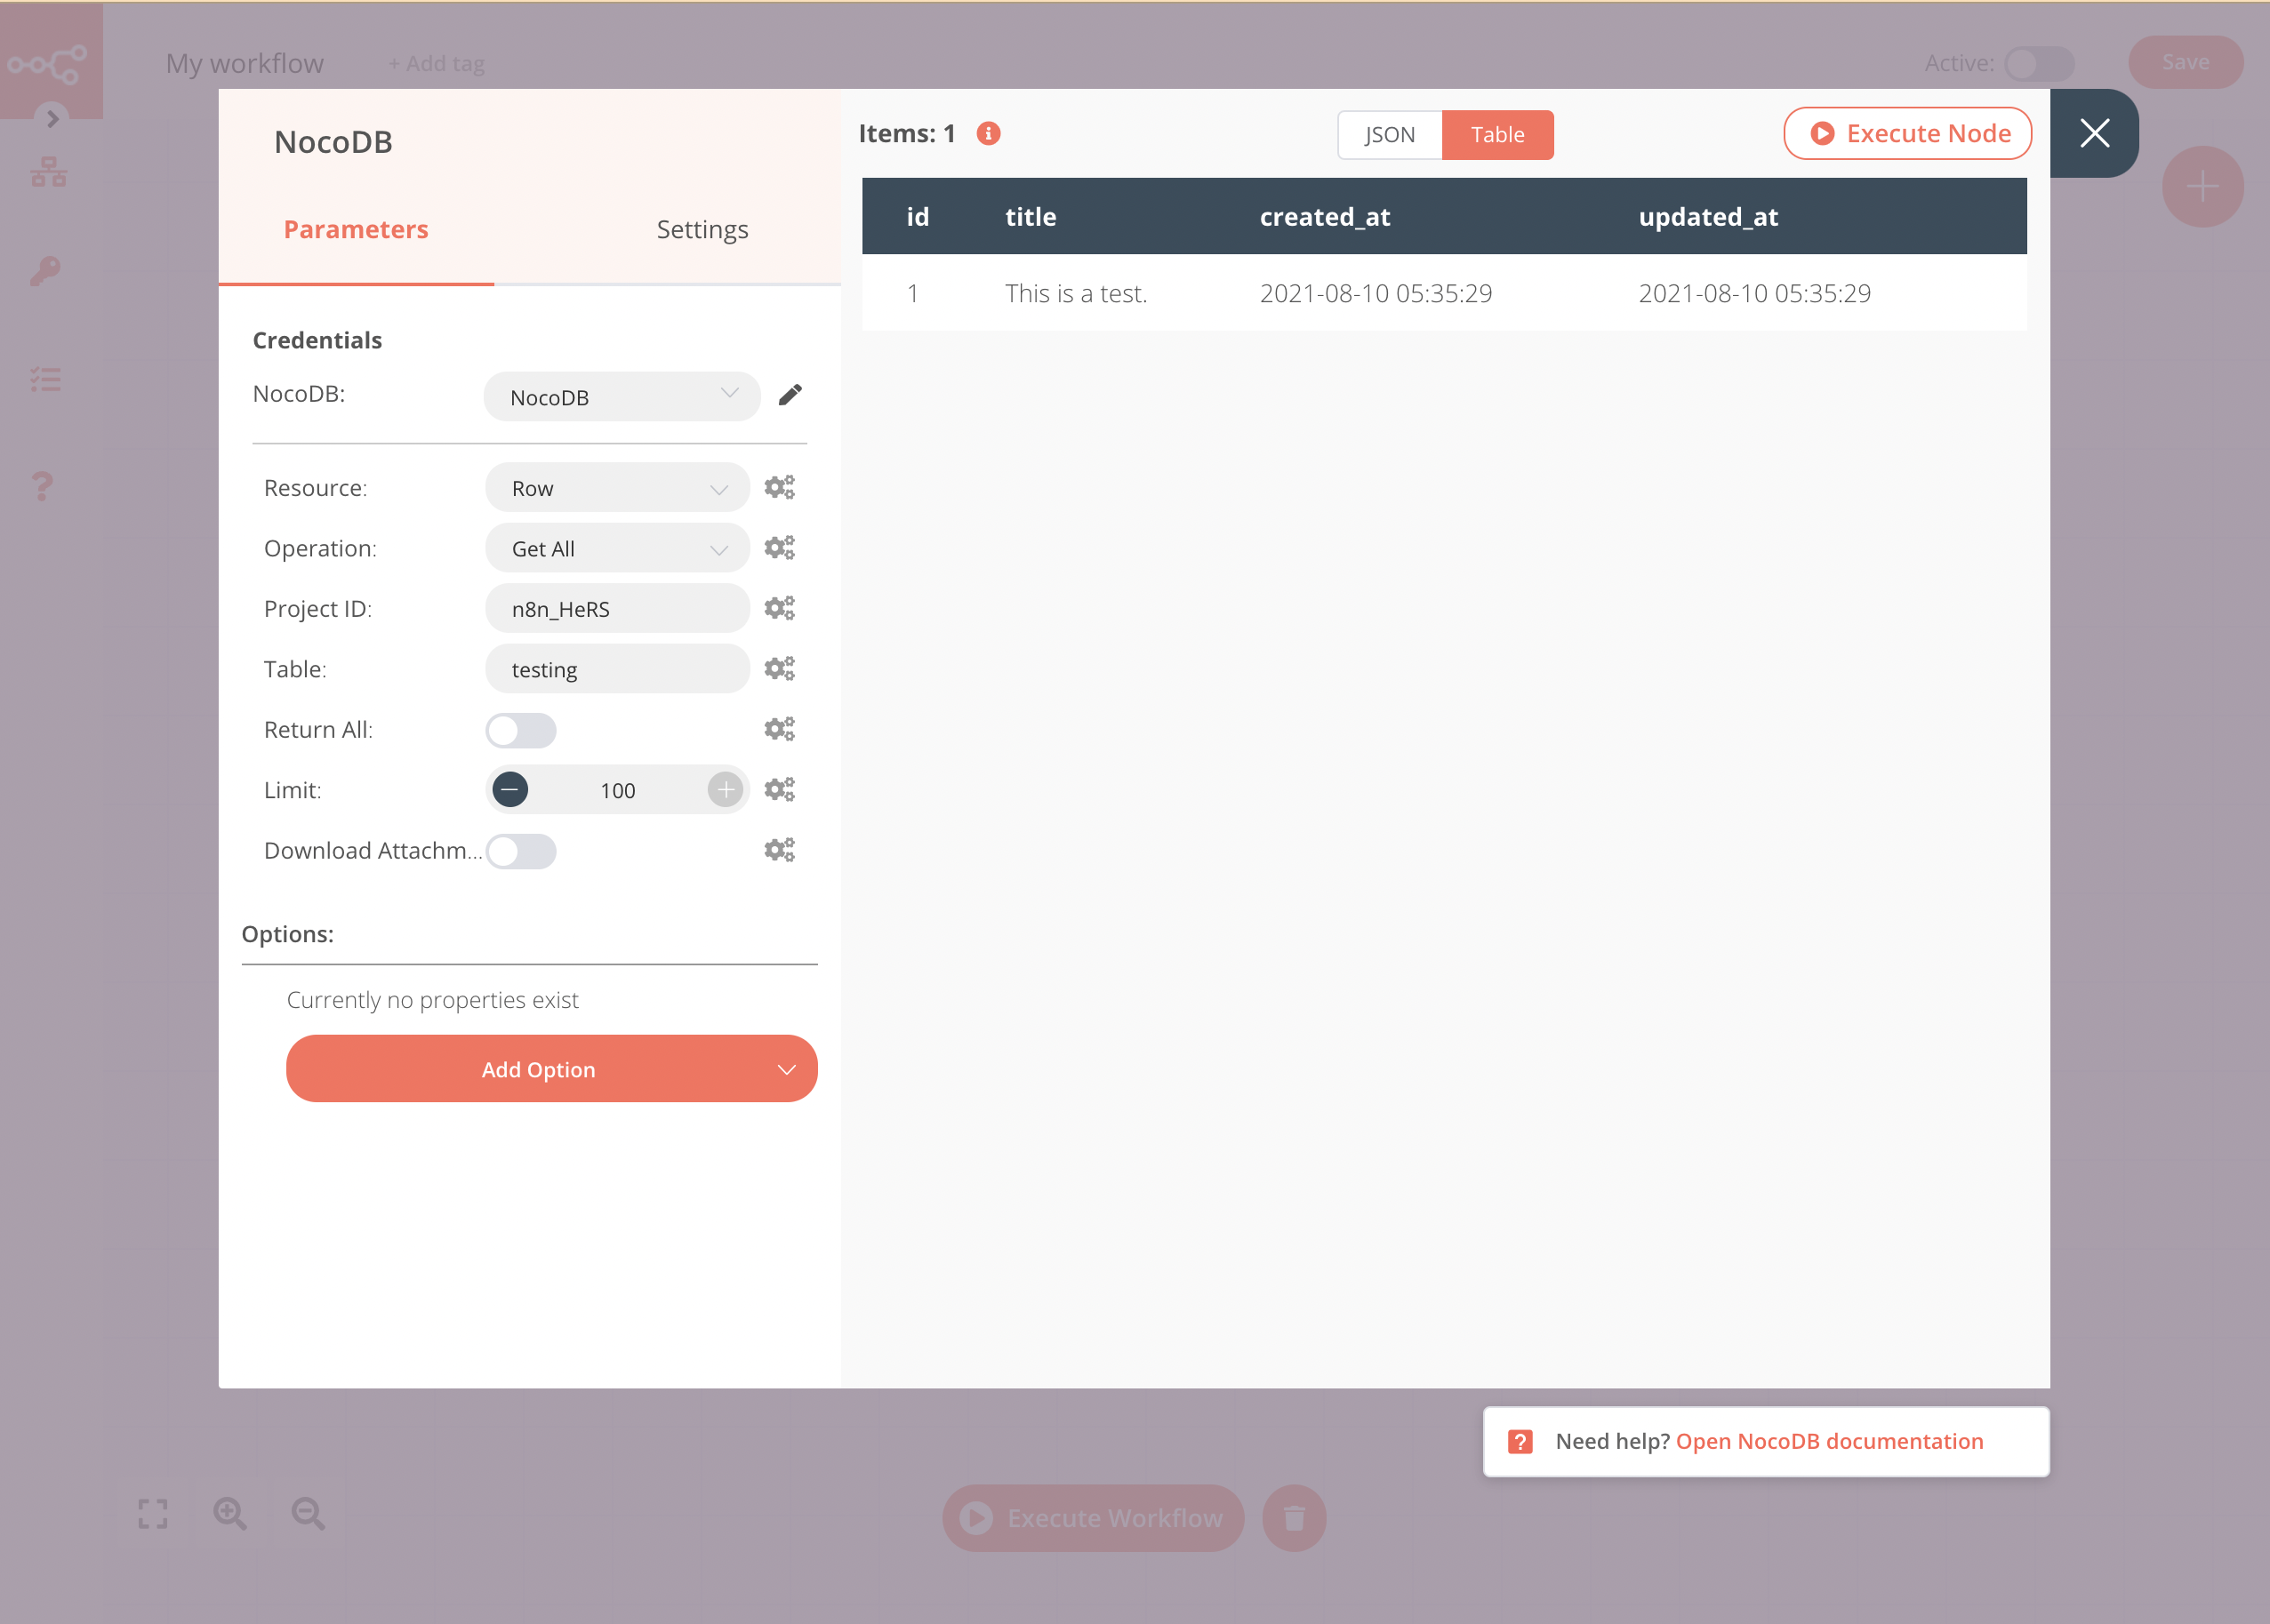 My workflow + Add tag Active: Save
NocoDB
Parameters Settings
Credentials
NocoDB: NocoDB
Resource: Row
Operation: Get All
Project ID: n8n_HeRS
Table: testing
Return All:
Limit: 100
Download Attachm...
Options:
Currently no properties exist
Add Option
Items: 1 JSON Table Execute Node
id title created_at updated_at
1 This is a test. 2021-08-10 05:35:29 2021-08-10 05:35:29
Need help? Open NocoDB documentation
Execute Workflow